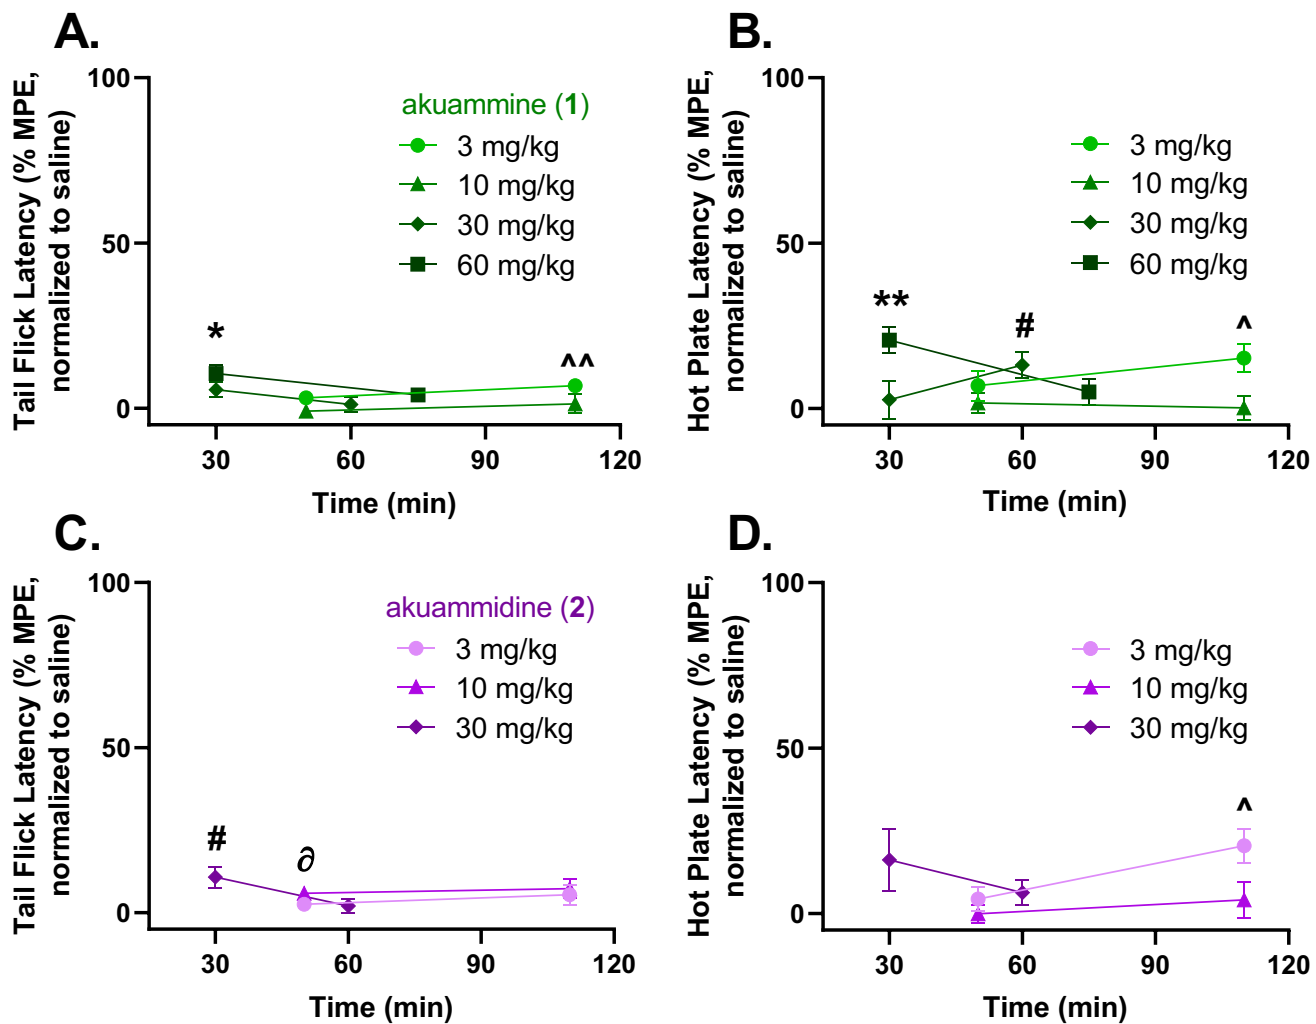 A.
Tail Flick Latency (% MPE,
normalized to saline)
100
50
0
akuammine (1)
3 mg/kg
10 mg/kg
30 mg/kg
60 mg/kg
*
^^
30 60 90 120
Time (min)
B.
Hot Plate Latency (% MPE,
normalized to saline)
100
50
0
3 mg/kg
10 mg/kg
30 mg/kg
60 mg/kg
**
#
^
30 60 90 120
Time (min)
C.
Tail Flick Latency (% MPE,
normalized to saline)
100
50
0
akuammidine (2)
3 mg/kg
10 mg/kg
30 mg/kg
#
∂
30 60 90 120
Time (min)
D.
Hot Plate Latency (% MPE,
normalized to saline)
100
50
0
3 mg/kg
10 mg/kg
30 mg/kg
^
30 60 90 120
Time (min)